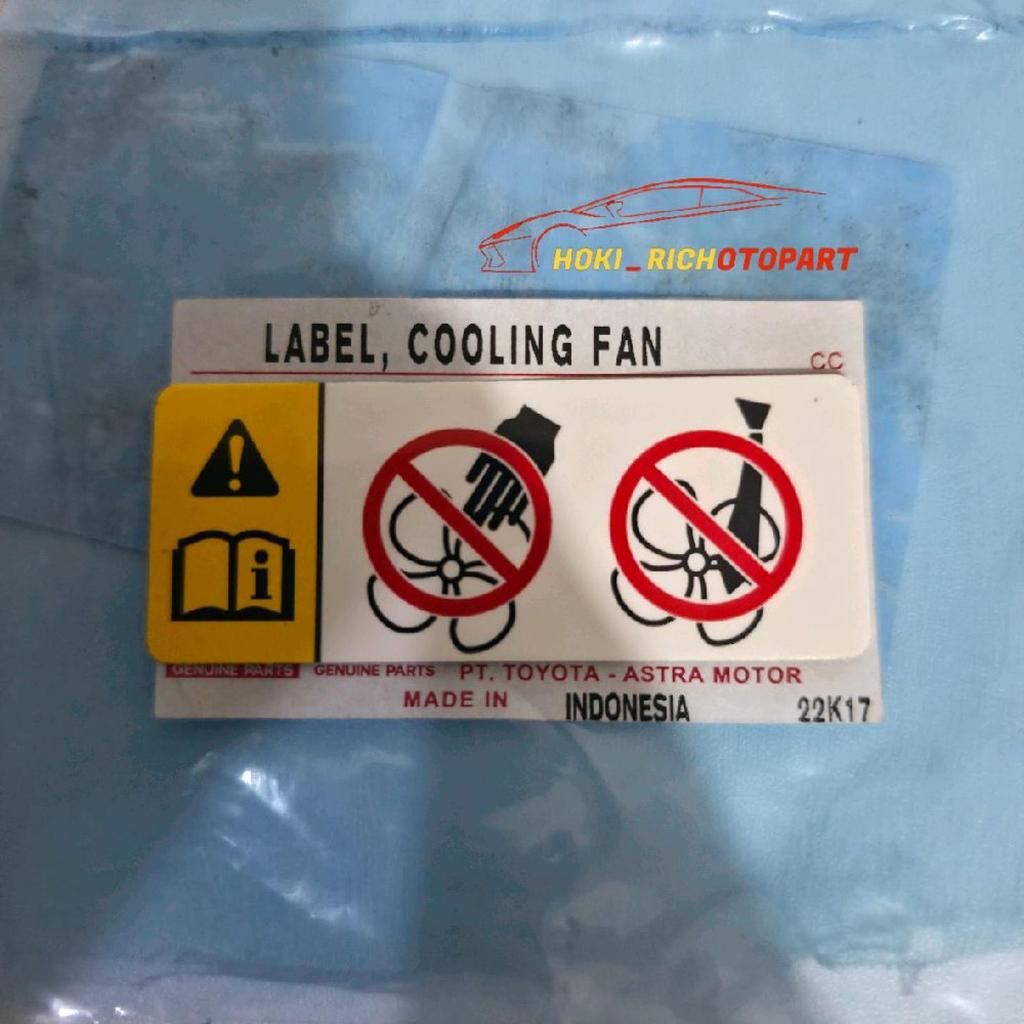 HOKI_RICHOTOPART
LABEL, COOLING FAN
CC
GENUINE PARTS GENUINE PARTS PT. TOYOTA - ASTRA MOTOR
MADE IN INDONESIA 22K17